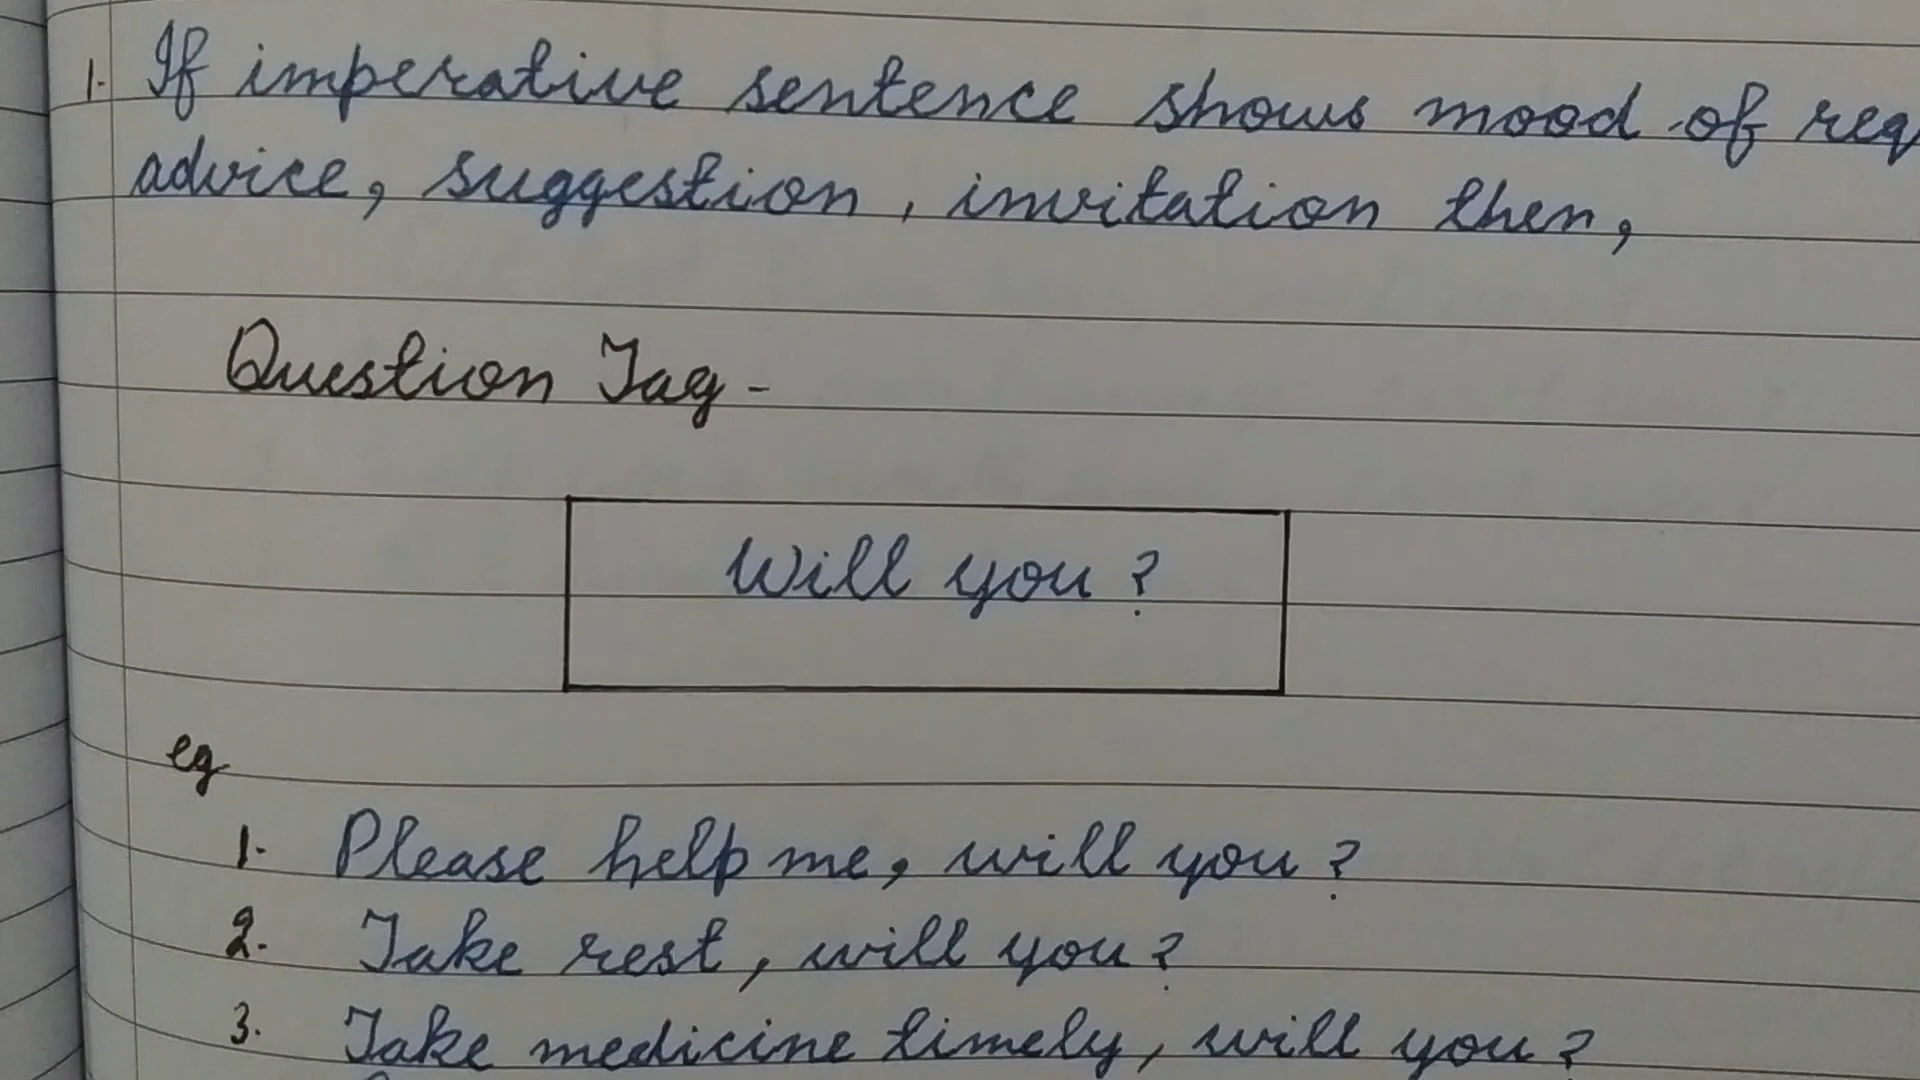 1. If imperative sentence shows mood of req
advice, suggestion, invitation then,
Question Tag -
Will you ?
eg
1. Please help me, will you ?
2. Take rest, will you ?
3. Take medicine timely, will you ?